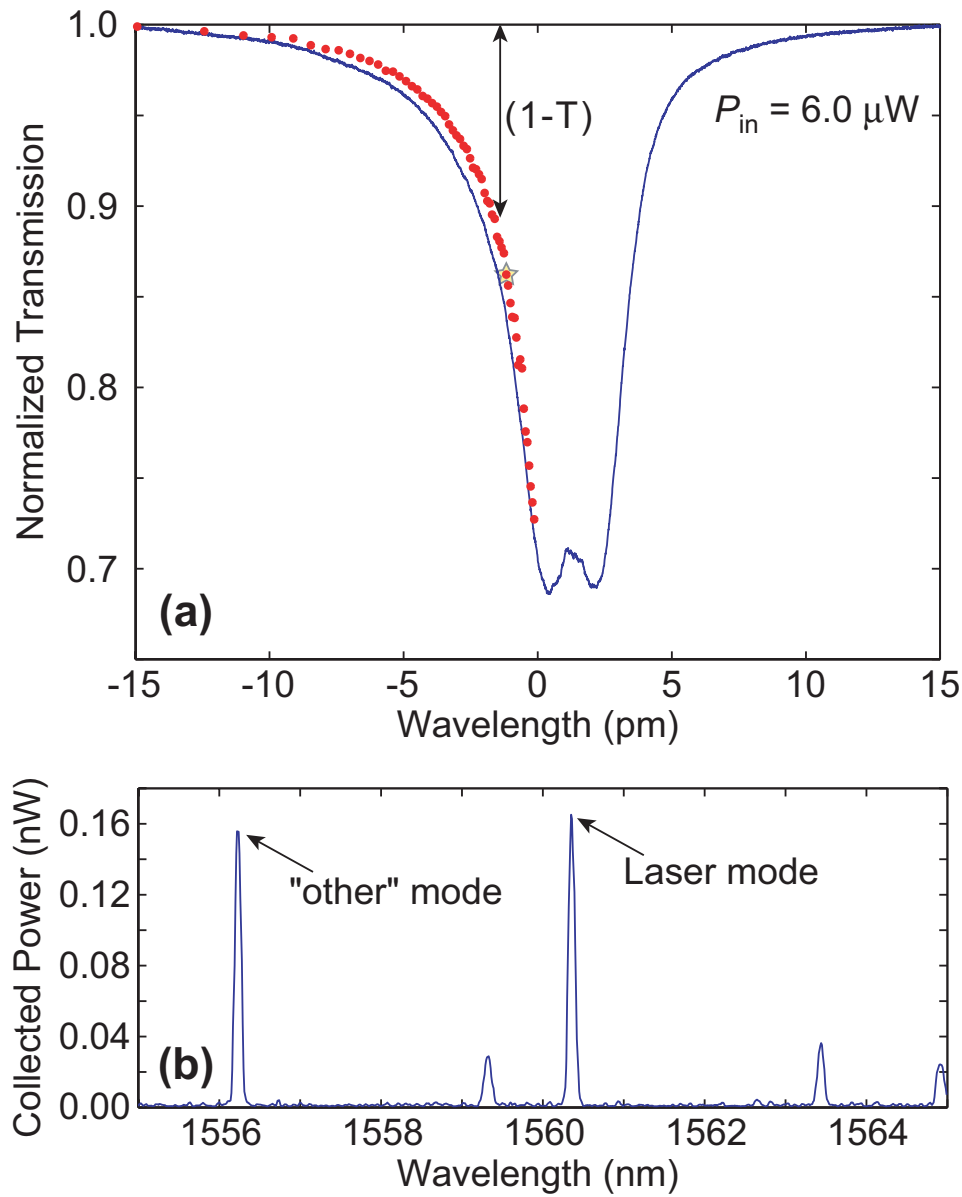 1.0
(1-T)
P_in = 6.0 µW
0.9
0.8
0.7
Normalized Transmission
(a)
-15 -10 -5 0 5 10 15
Wavelength (pm)
0.16
0.12
0.08
0.04
0.00
Collected Power (nW)
"other" mode
Laser mode
(b)
1556 1558 1560 1562 1564
Wavelength (nm)